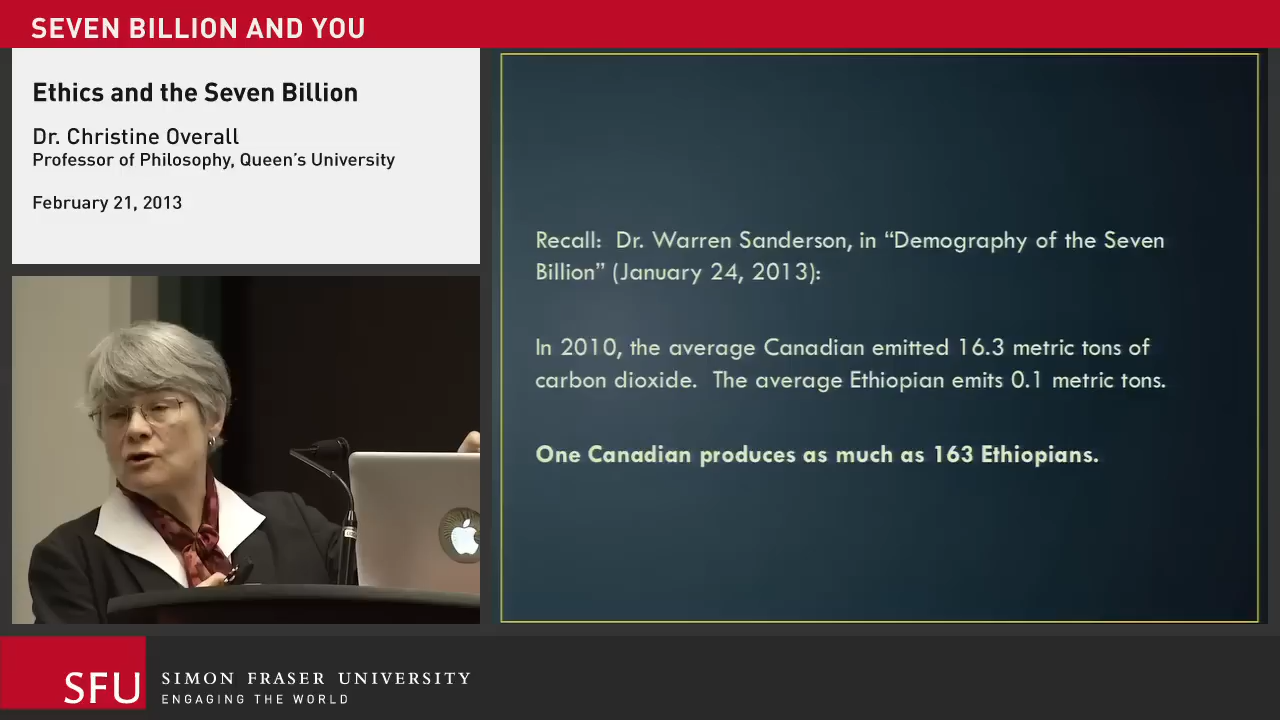 SEVEN BILLION AND YOU
Ethics and the Seven Billion
Dr. Christine Overall
Professor of Philosophy, Queen’s University
February 21, 2013
Recall:  Dr. Warren Sanderson, in “Demography of the Seven
Billion” (January 24, 2013):
In 2010, the average Canadian emitted 16.3 metric tons of
carbon dioxide.  The average Ethiopian emits 0.1 metric tons.
One Canadian produces as much as 163 Ethiopians.
SFU
SIMON FRASER UNIVERSITY
ENGAGING THE WORLD